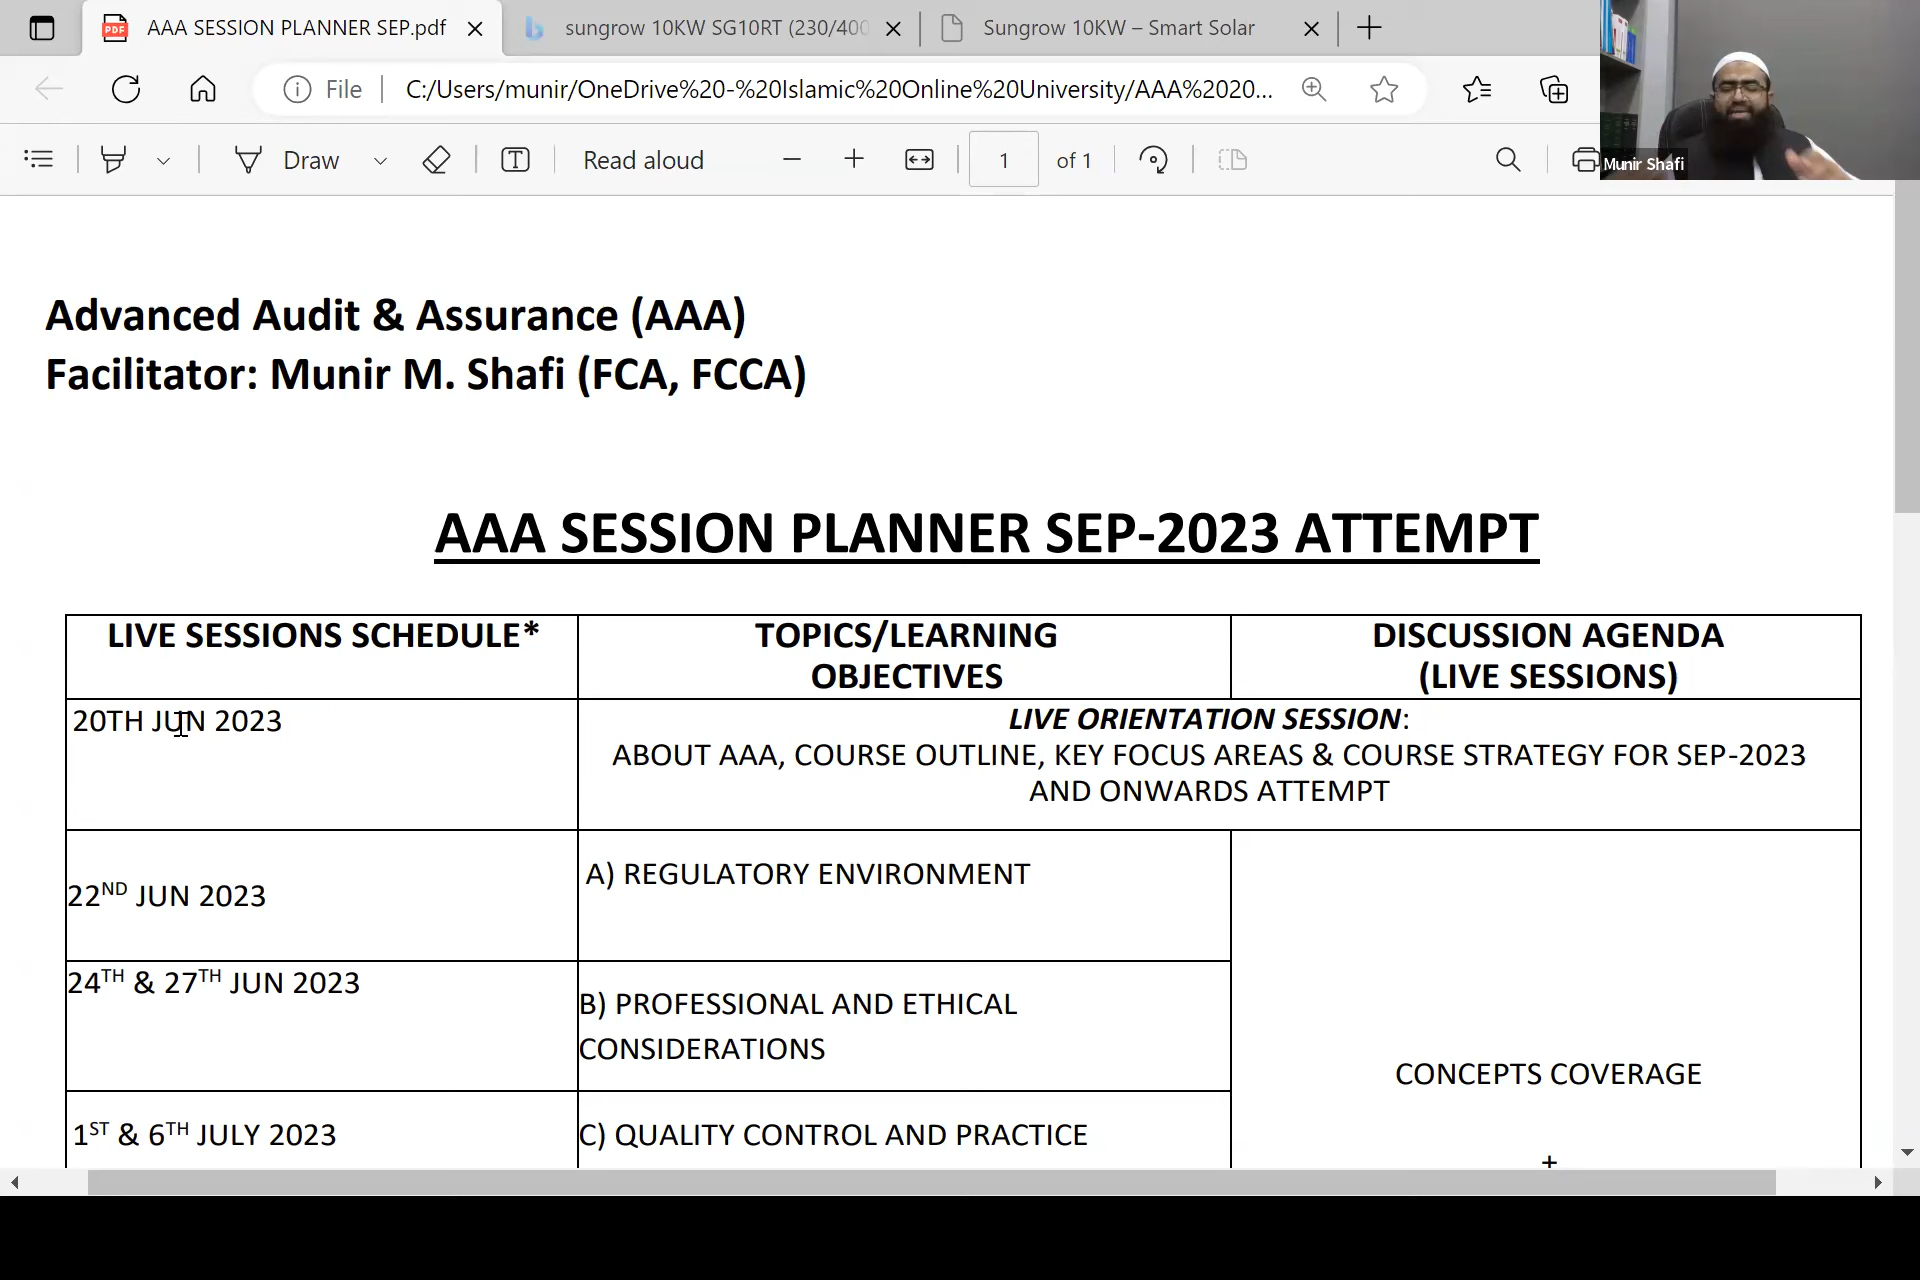 AAA SESSION PLANNER SEP.pdf
sungrow 10KW SG10RT (230/400
Sungrow 10KW – Smart Solar
File
C:/Users/munir/OneDrive%20-%20Islamic%20Online%20University/AAA%2020...
Draw
Read aloud
1
of 1
Munir Shafi
Advanced Audit & Assurance (AAA)
Facilitator: Munir M. Shafi (FCA, FCCA)
AAA SESSION PLANNER SEP-2023 ATTEMPT
LIVE SESSIONS SCHEDULE*
TOPICS/LEARNING
OBJECTIVES
DISCUSSION AGENDA
(LIVE SESSIONS)
20TH JUN 2023
LIVE ORIENTATION SESSION:
ABOUT AAA, COURSE OUTLINE, KEY FOCUS AREAS & COURSE STRATEGY FOR SEP-2023
AND ONWARDS ATTEMPT
22ND JUN 2023
A) REGULATORY ENVIRONMENT
24TH & 27TH JUN 2023
B) PROFESSIONAL AND ETHICAL
CONSIDERATIONS
CONCEPTS COVERAGE
1ST & 6TH JULY 2023
C) QUALITY CONTROL AND PRACTICE
+